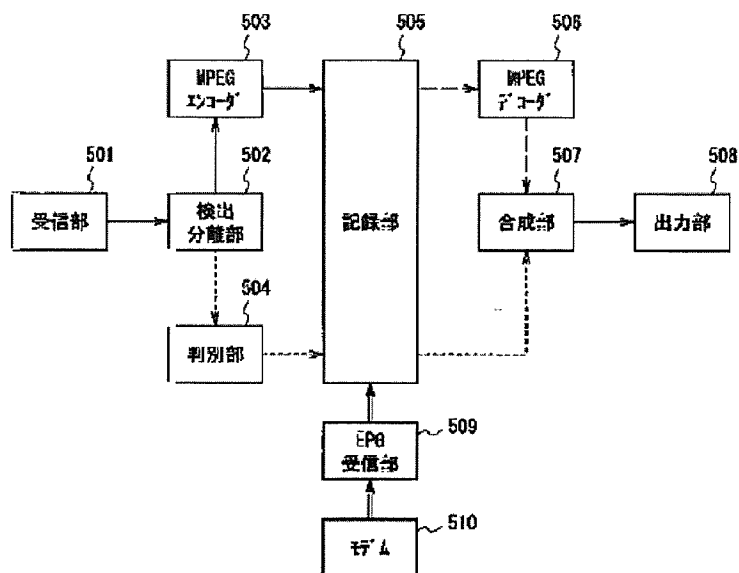 503
505
506
MPEG
エンコーダ
MPEG
デコーダ
501
502
507
508
受信部
検出
分離部
記録部
合成部
出力部
504
判別部
509
EPG
受信部
510
モデム